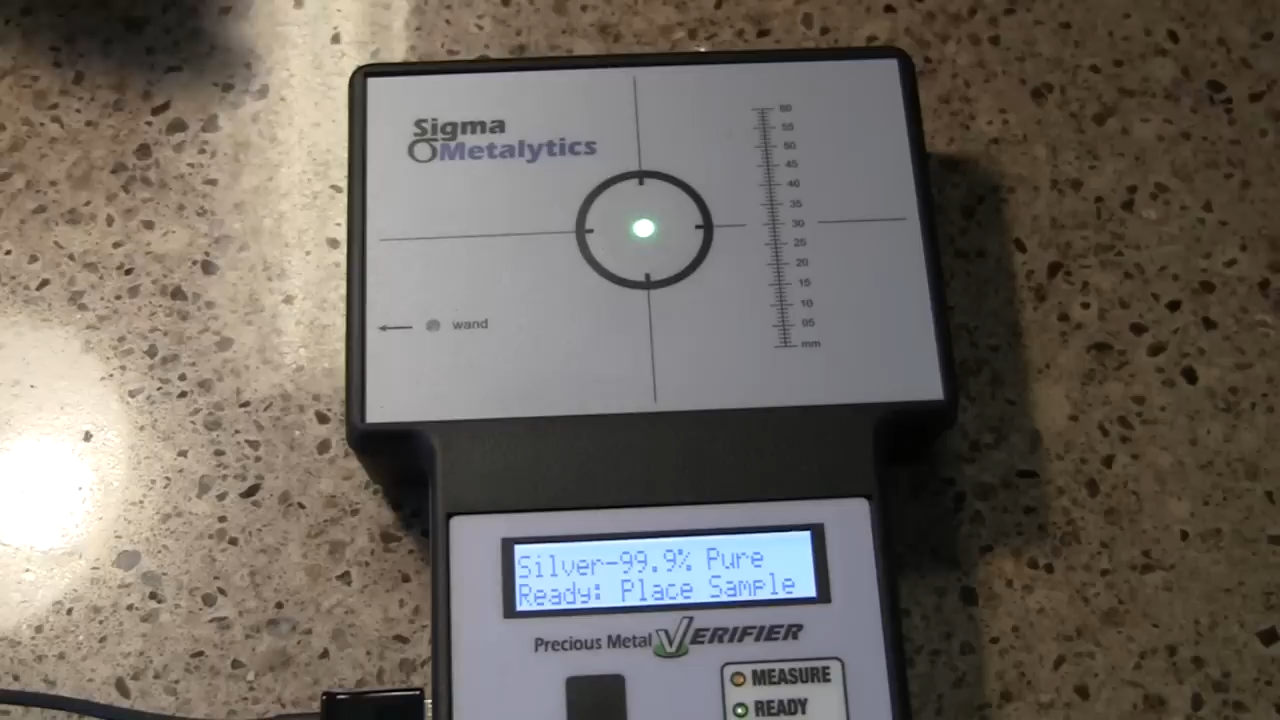 Sigma
Metalytics
60
55
50
45
40
35
30
25
20
15
10
05
mm
wand
Silver-99.9% Pure
Ready: Place Sample
Precious Metal VERIFIER
MEASURE
READY